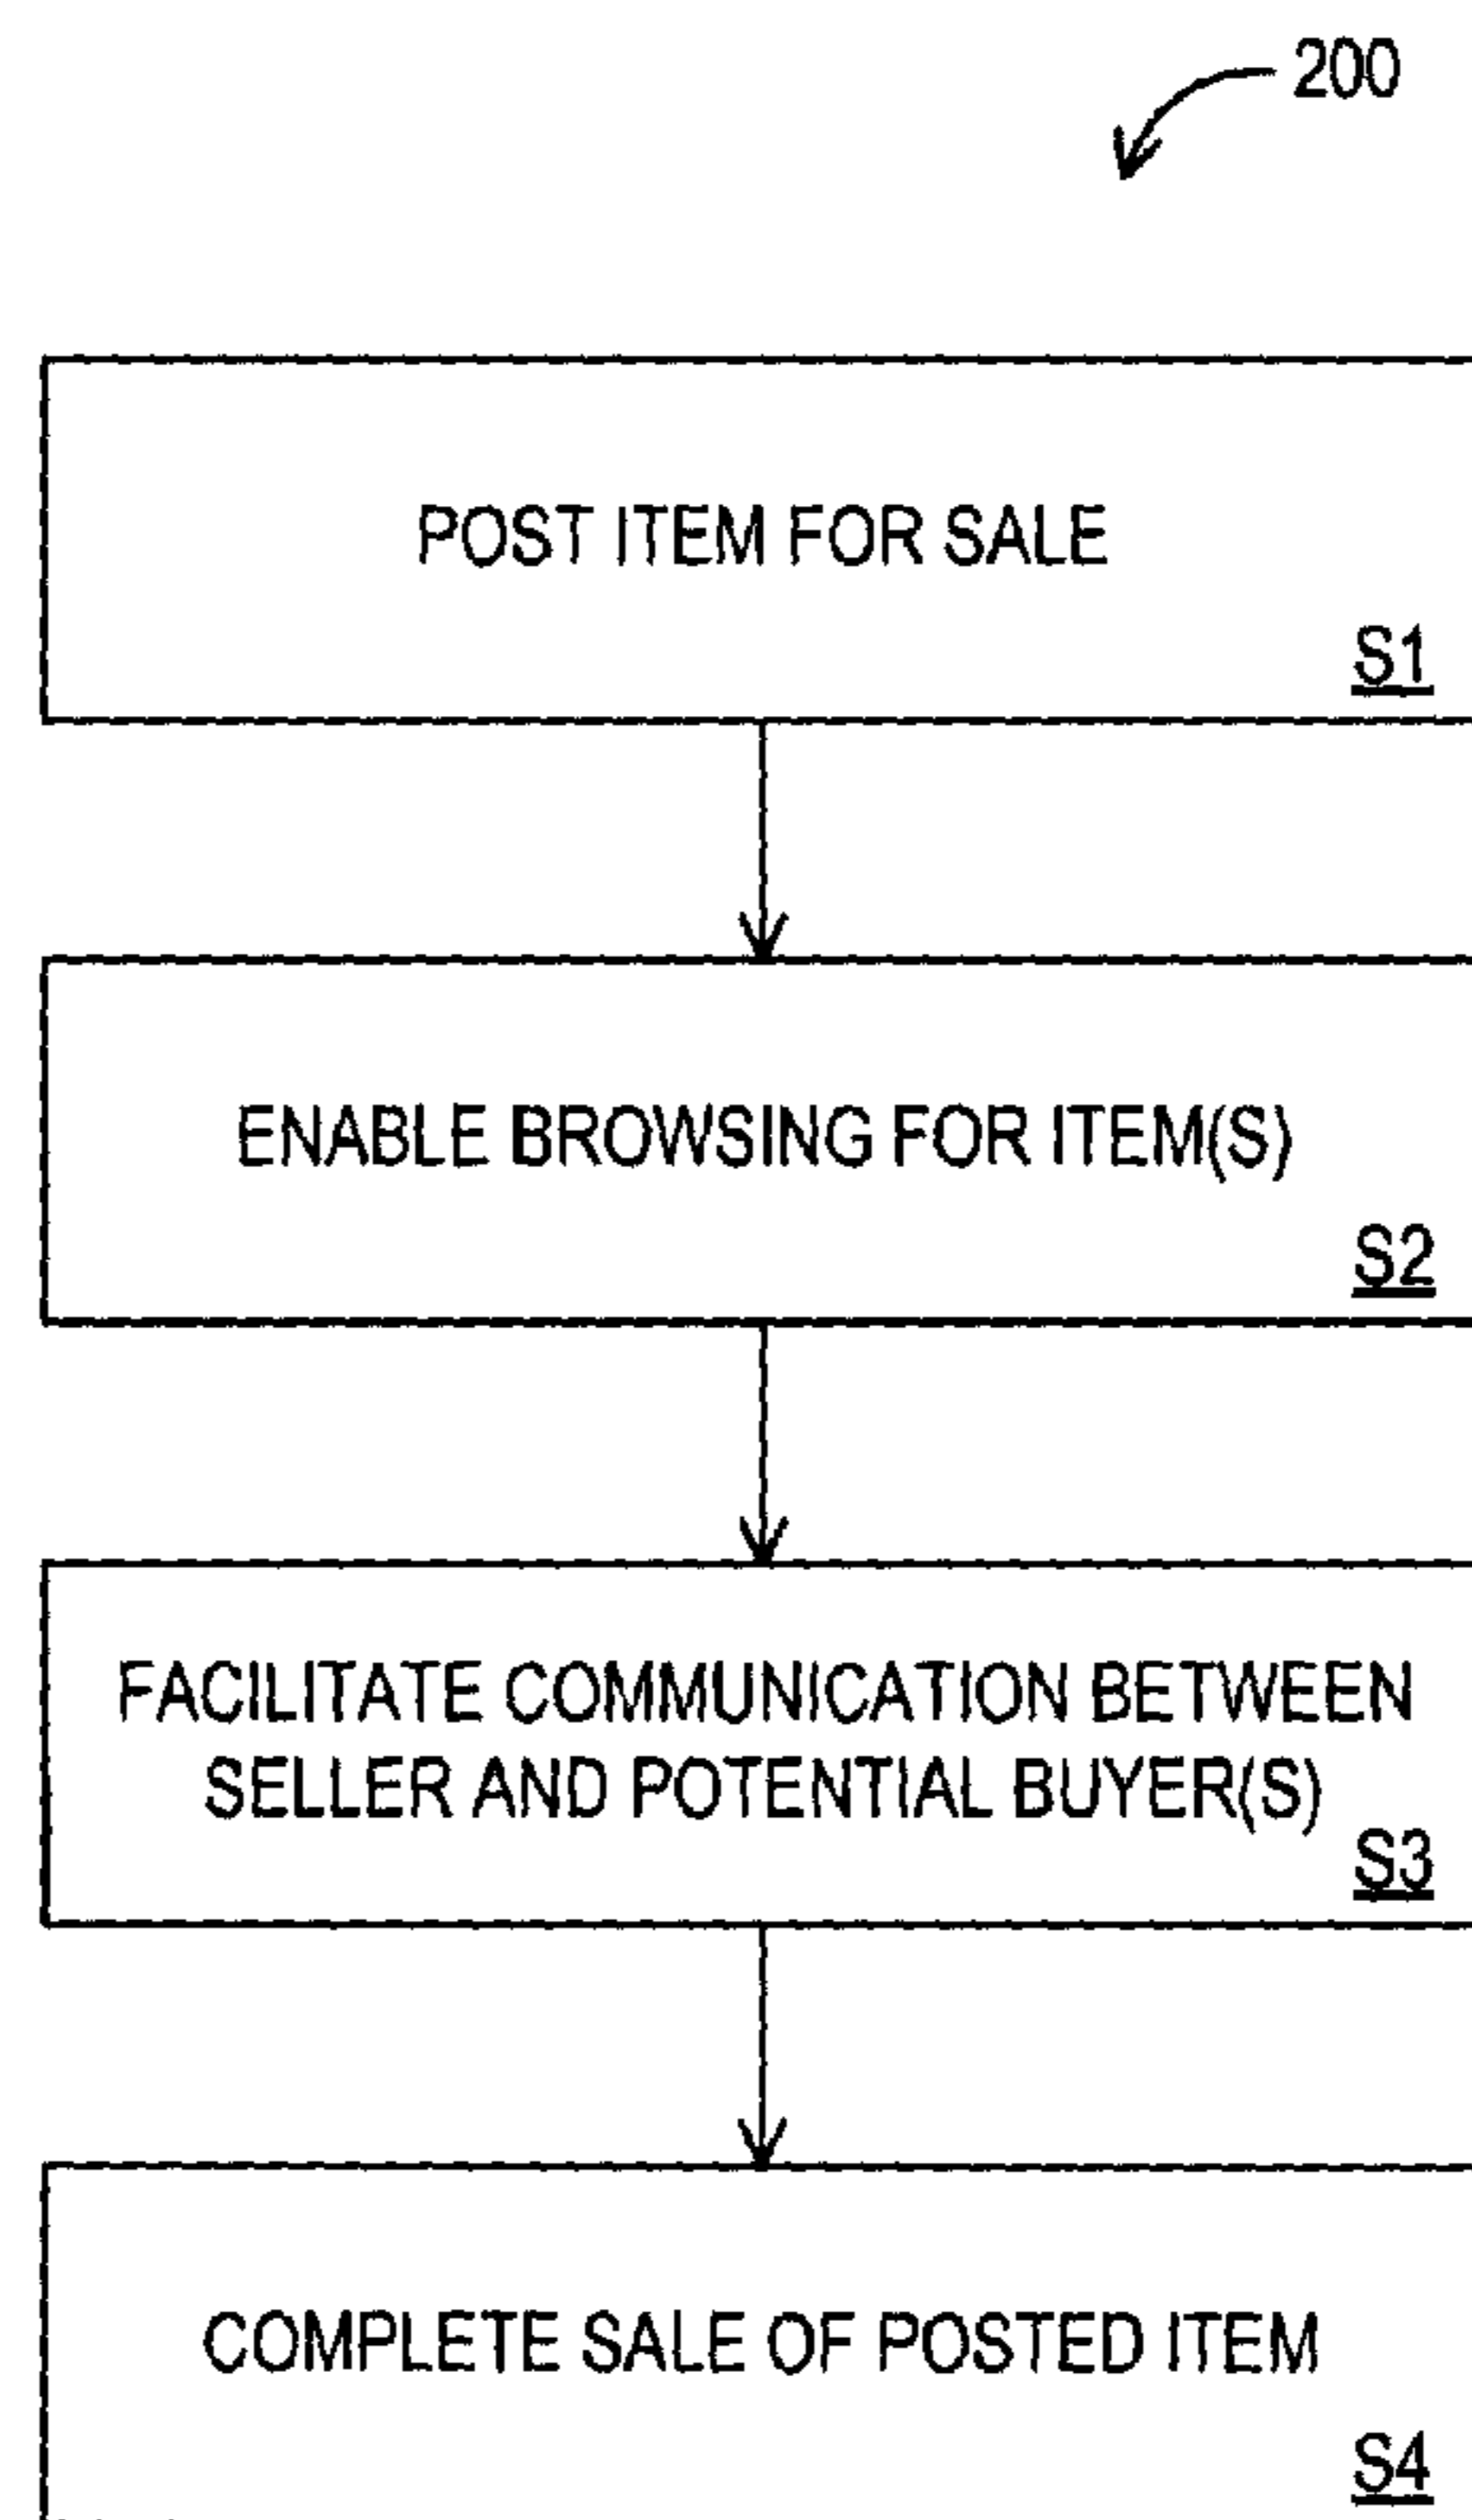 200
POST ITEM FOR SALE
S1
ENABLE BROWSING FOR ITEM(S)
S2
FACILITATE COMMUNICATION BETWEEN
SELLER AND POTENTIAL BUYER(S)
S3
COMPLETE SALE OF POSTED ITEM
S4